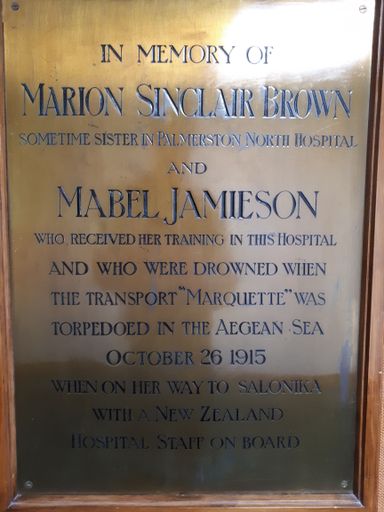 IN MEMORY OF
MARION SINCLAIR BROWN
SOMETIME SISTER IN PALMERSTON NORTH HOSPITAL
AND
MABEL JAMIESON
WHO RECEIVED HER TRAINING IN THIS HOSPITAL
AND WHO WERE DROWNED WHEN
THE TRANSPORT "MARQUETTE" WAS
TORPEDOED IN THE AEGEAN SEA
OCTOBER 26 1915
WHEN ON HER WAY TO SALONIKA
WITH A NEW ZEALAND
HOSPITAL STAFF ON BOARD